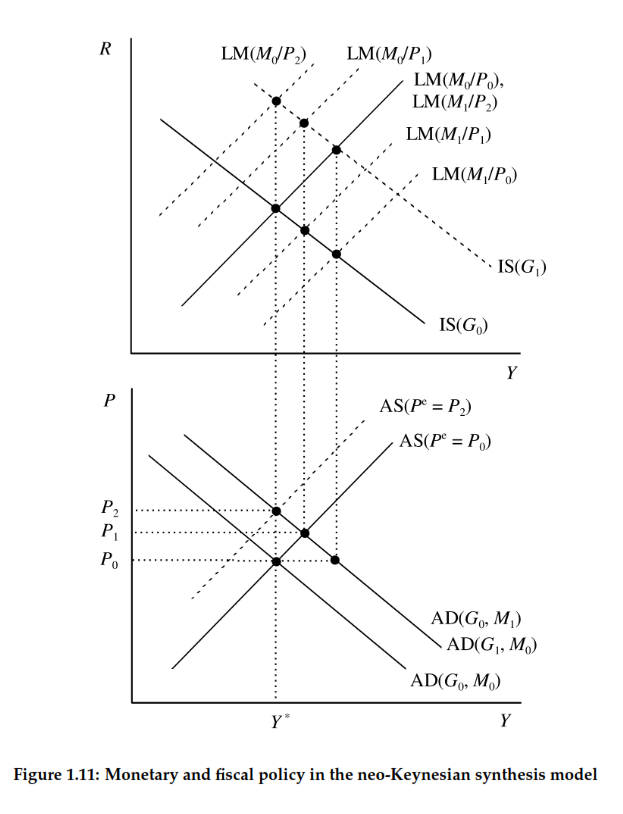 R
LM(M₀/P₂)
LM(M₀/P₁)
LM(M₀/P₀),
LM(M₁/P₂)
LM(M₁/P₁)
LM(M₁/P₀)
IS(G₁)
IS(G₀)
Y
P
AS(Pᵉ = P₂)
AS(Pᵉ = P₀)
P₂
P₁
P₀
AD(G₀, M₁)
AD(G₁, M₀)
AD(G₀, M₀)
Y*
Y
Figure 1.11: Monetary and fiscal policy in the neo-Keynesian synthesis model